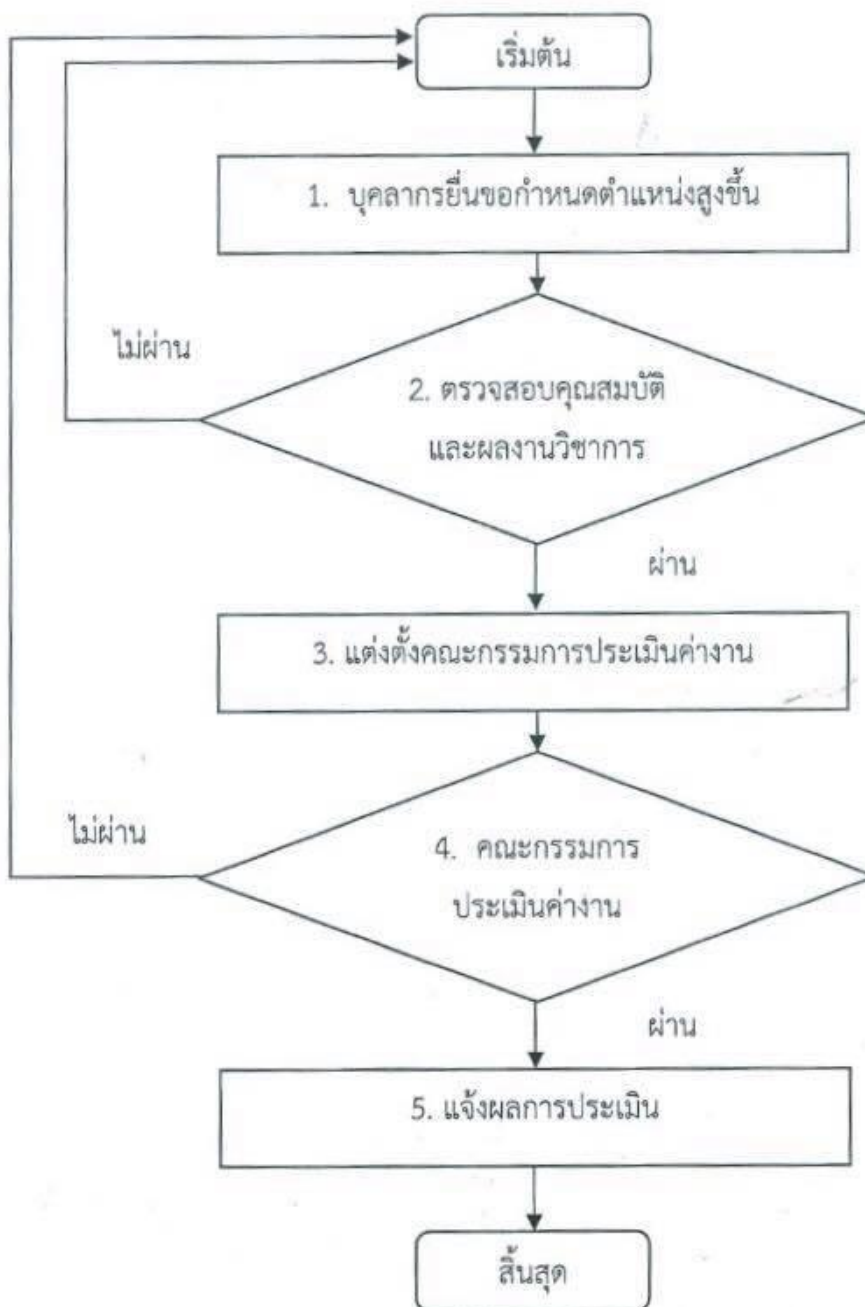 เริ่มต้น
1. บุคลากรยื่นขอกำหนดตำแหน่งสูงขึ้น
ไม่ผ่าน
2. ตรวจสอบคุณสมบัติ
และผลงานวิชาการ
ผ่าน
3. แต่งตั้งคณะกรรมการประเมินค่างาน
ไม่ผ่าน
4. คณะกรรมการ
ประเมินค่างาน
ผ่าน
5. แจ้งผลการประเมิน
สิ้นสุด